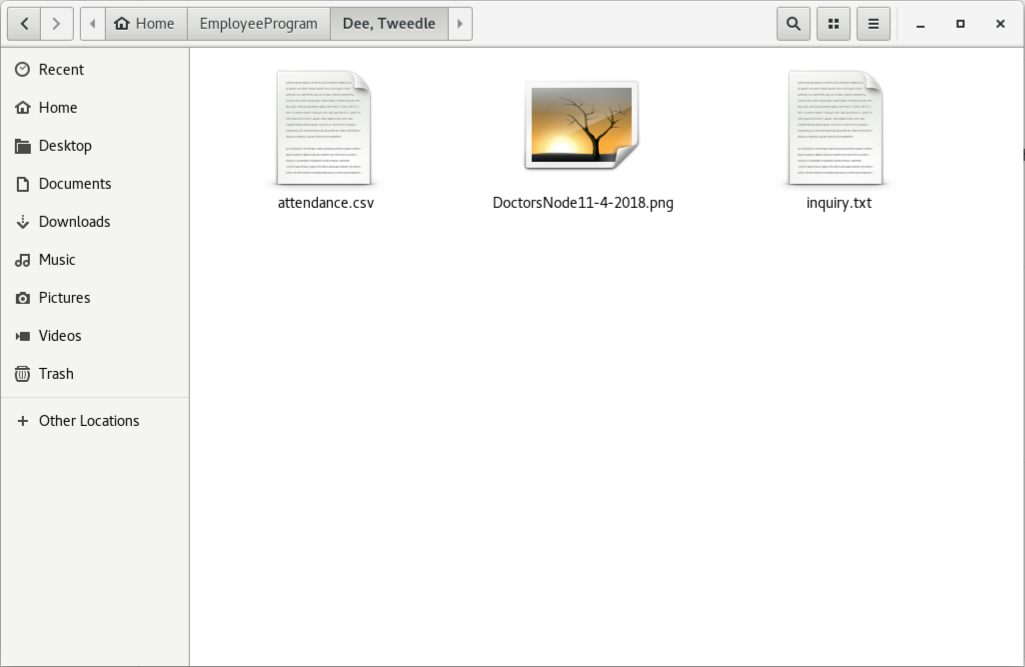 Home EmployeeProgram Dee, Tweedle
Recent
Home
Desktop
Documents
Downloads
Music
Pictures
Videos
Trash
Other Locations
attendance.csv DoctorsNode11-4-2018.png inquiry.txt